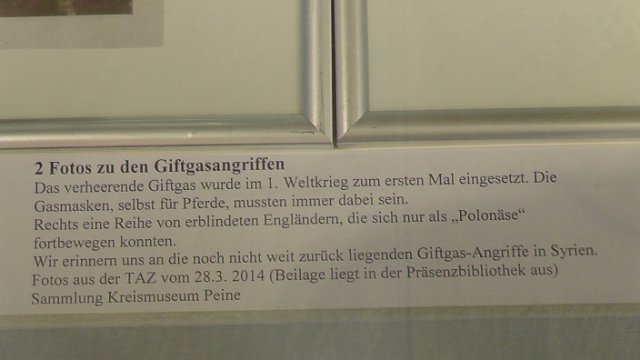 2 Fotos zu den Giftgasangriffen
Das verheerende Giftgas wurde im 1. Weltkrieg zum ersten Mal eingesetzt. Die
Gasmasken, selbst für Pferde, mussten immer dabei sein.
Rechts eine Reihe von erblindeten Engländern, die sich nur als „Polonäse“
fortbewegen konnten.
Wir erinnern uns an die noch nicht weit zurück liegenden Giftgas-Angriffe in Syrien.
Fotos aus der TAZ vom 28.3. 2014 (Beilage liegt in der Präsenzbibliothek aus)
Sammlung Kreismuseum Peine